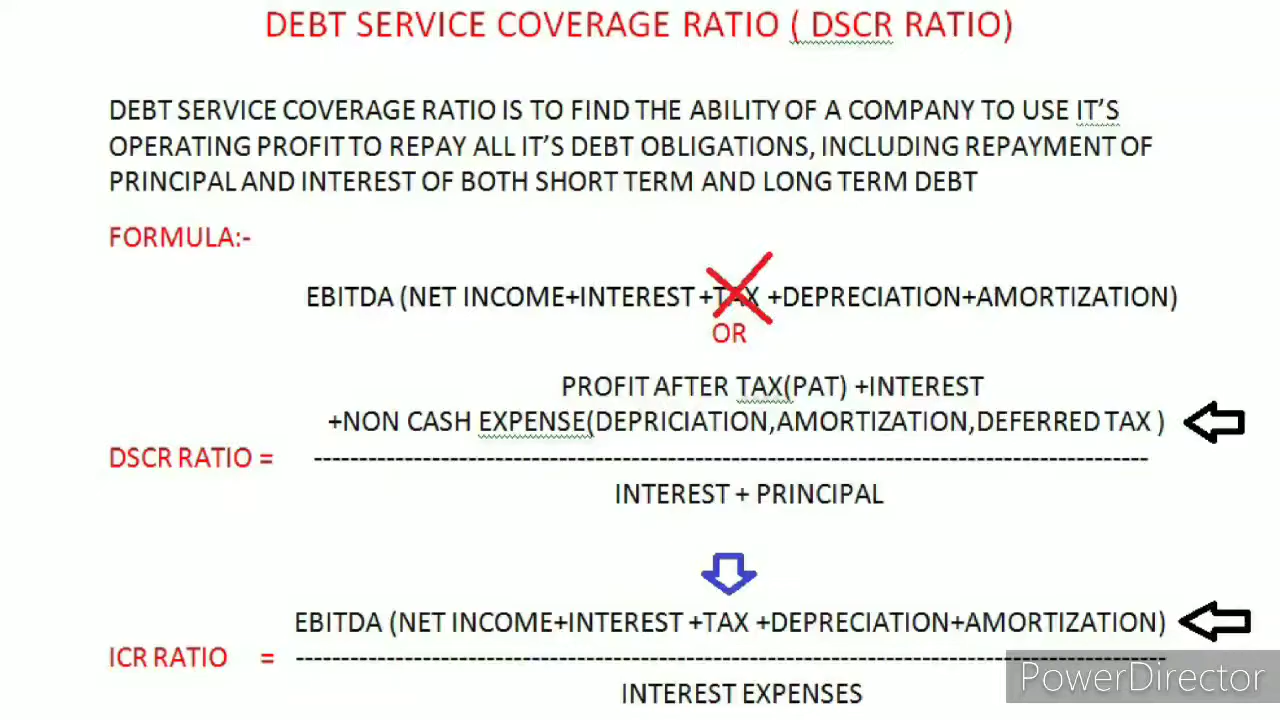 DEBT SERVICE COVERAGE RATIO ( DSCR RATIO)
DEBT SERVICE COVERAGE RATIO IS TO FIND THE ABILITY OF A COMPANY TO USE IT'S
OPERATING PROFIT TO REPAY ALL IT'S DEBT OBLIGATIONS, INCLUDING REPAYMENT OF
PRINCIPAL AND INTEREST OF BOTH SHORT TERM AND LONG TERM DEBT
FORMULA:-
EBITDA (NET INCOME+INTEREST +TAX +DEPRECIATION+AMORTIZATION)
OR
PROFIT AFTER TAX(PAT) +INTEREST
+NON CASH EXPENSE(DEPRICIATION,AMORTIZATION,DEFERRED TAX )
DSCR RATIO = ---------------------------------------------------------------------------------------------
INTEREST + PRINCIPAL
EBITDA (NET INCOME+INTEREST +TAX +DEPRECIATION+AMORTIZATION)
ICR RATIO = ------------------------------------------------------------------------------------------------
INTEREST EXPENSES
PowerDirector